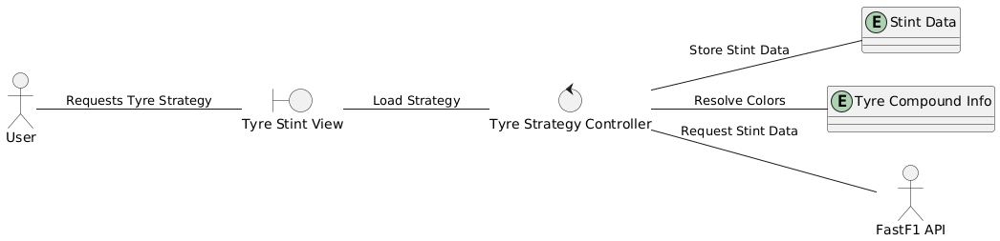 User
Requests Tyre Strategy
Tyre Stint View
Load Strategy
Tyre Strategy Controller
Store Stint Data
E Stint Data
Resolve Colors
E Tyre Compound Info
Request Stint Data
FastF1 API